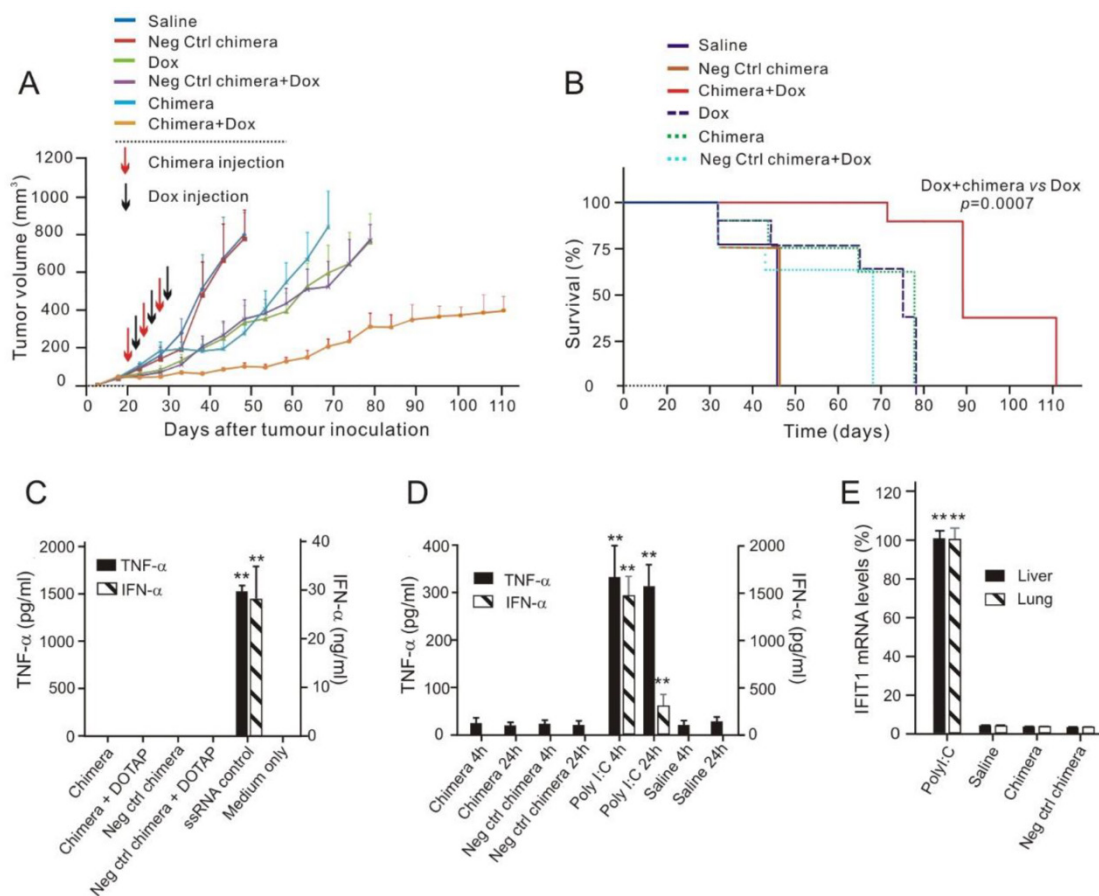 A
Saline
Neg Ctrl chimera
Dox
Neg Ctrl chimera+Dox
Chimera
Chimera+Dox
Chimera injection
Dox injection
Tumor volume (mm³)
1200
1000
800
600
400
200
0
0 10 20 30 40 50 60 70 80 90 100 110
Days after tumour inoculation
B
Saline
Neg Ctrl chimera
Chimera+Dox
Dox
Chimera
Neg Ctrl chimera+Dox
Dox+chimera vs Dox
p=0.0007
Survival (%)
100
75
50
25
0
0 20 30 40 50 60 70 80 90 100 110
Time (days)
C
TNF-α
IFN-α
TNF-α (pg/ml)
2000
1500
1000
500
0
** **
40
30
20
10
0
IFN-α (ng/ml)
Chimera
Chimera + DOTAP
Neg ctrl chimera
Neg ctrl chimera + DOTAP
ssRNA control
Medium only
D
TNF-α
IFN-α
TNF-α (pg/ml)
400
300
200
100
0
** ** ** **
2000
1500
1000
500
0
IFN-α (pg/ml)
Chimera 4h
Chimera 24h
Neg ctrl chimera 4h
Neg ctrl chimera 24h
Poly I:C 4h
Poly I:C 24h
Saline 4h
Saline 24h
E
Liver
Lung
IFIT1 mRNA levels (%)
120
100
80
60
40
20
0
** **
PolyI:C
Saline
Chimera
Neg ctrl chimera